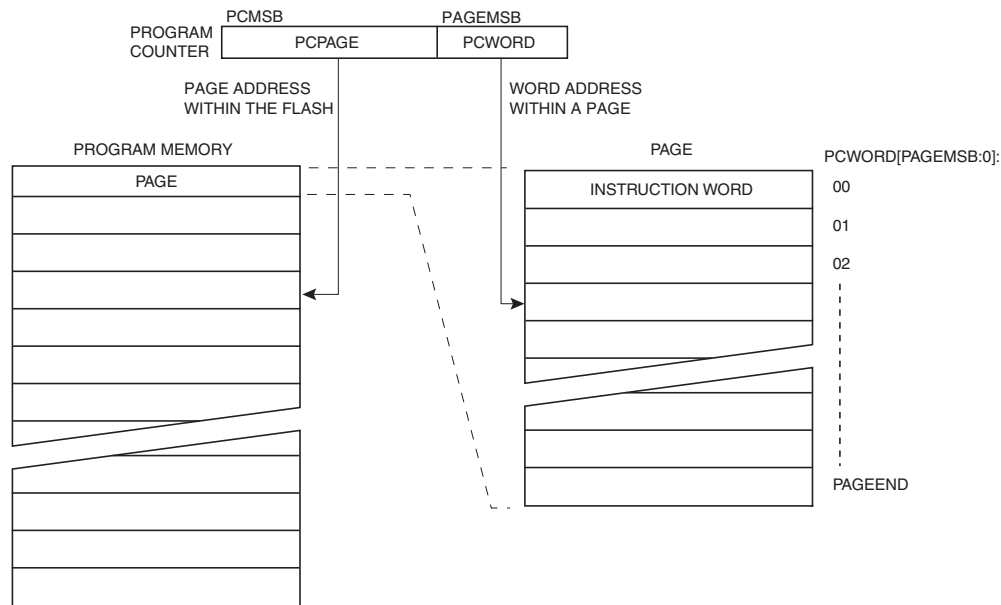 PCMSB PAGEMSB
PROGRAM
COUNTER
PCPAGE PCWORD
PAGE ADDRESS
WITHIN THE FLASH
WORD ADDRESS
WITHIN A PAGE
PROGRAM MEMORY
PAGE
PCWORD[PAGEMSB:0]:
PAGE
INSTRUCTION WORD
00
01
02
PAGEEND